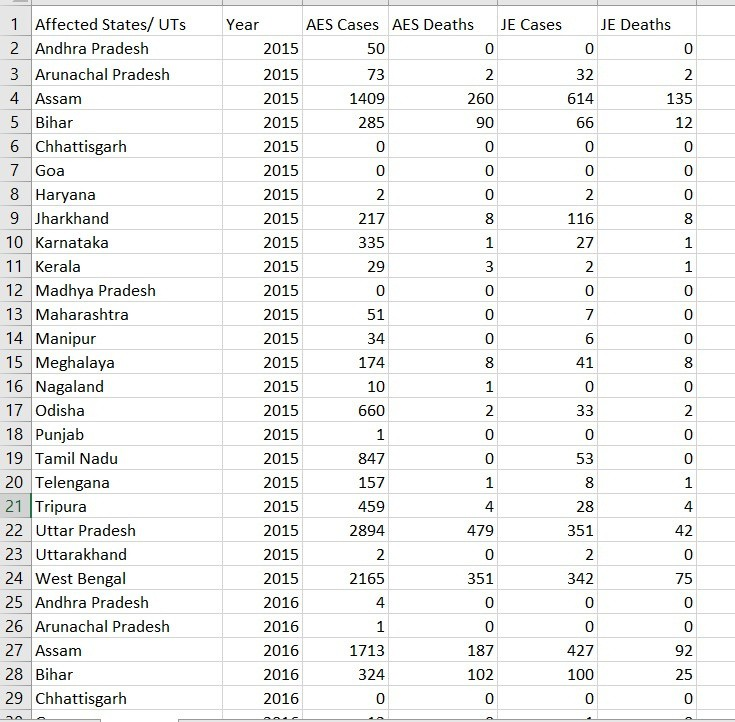 1 Affected States/ UTs Year AES Cases AES Deaths JE Cases JE Deaths
2 Andhra Pradesh 2015 50 0 0 0
3 Arunachal Pradesh 2015 73 2 32 2
4 Assam 2015 1409 260 614 135
5 Bihar 2015 285 90 66 12
6 Chhattisgarh 2015 0 0 0 0
7 Goa 2015 0 0 0 0
8 Haryana 2015 2 0 2 0
9 Jharkhand 2015 217 8 116 8
10 Karnataka 2015 335 1 27 1
11 Kerala 2015 29 3 2 1
12 Madhya Pradesh 2015 0 0 0 0
13 Maharashtra 2015 51 0 7 0
14 Manipur 2015 34 0 6 0
15 Meghalaya 2015 174 8 41 8
16 Nagaland 2015 10 1 0 0
17 Odisha 2015 660 2 33 2
18 Punjab 2015 1 0 0 0
19 Tamil Nadu 2015 847 0 53 0
20 Telengana 2015 157 1 8 1
21 Tripura 2015 459 4 28 4
22 Uttar Pradesh 2015 2894 479 351 42
23 Uttarakhand 2015 2 0 2 0
24 West Bengal 2015 2165 351 342 75
25 Andhra Pradesh 2016 4 0 0 0
26 Arunachal Pradesh 2016 1 0 0 0
27 Assam 2016 1713 187 427 92
28 Bihar 2016 324 102 100 25
29 Chhattisgarh 2016 0 0 0 0